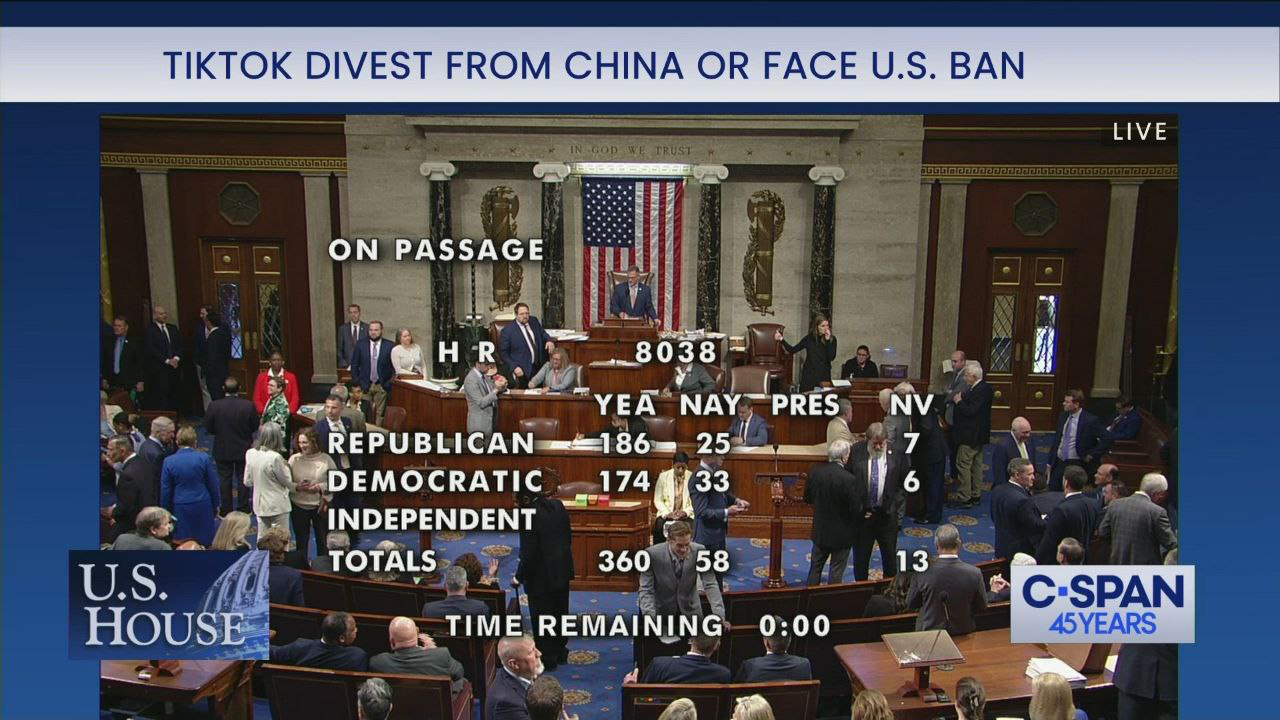 TIKTOK DIVEST FROM CHINA OR FACE U.S. BAN
LIVE
IN GOD WE TRUST
ON PASSAGE
H R 8038
YEA NAY PRES NV
REPUBLICAN 186 25 7
DEMOCRATIC 174 33 6
INDEPENDENT
TOTALS 360 58 13
TIME REMAINING 0:00
U.S.
HOUSE
C-SPAN
45 YEARS